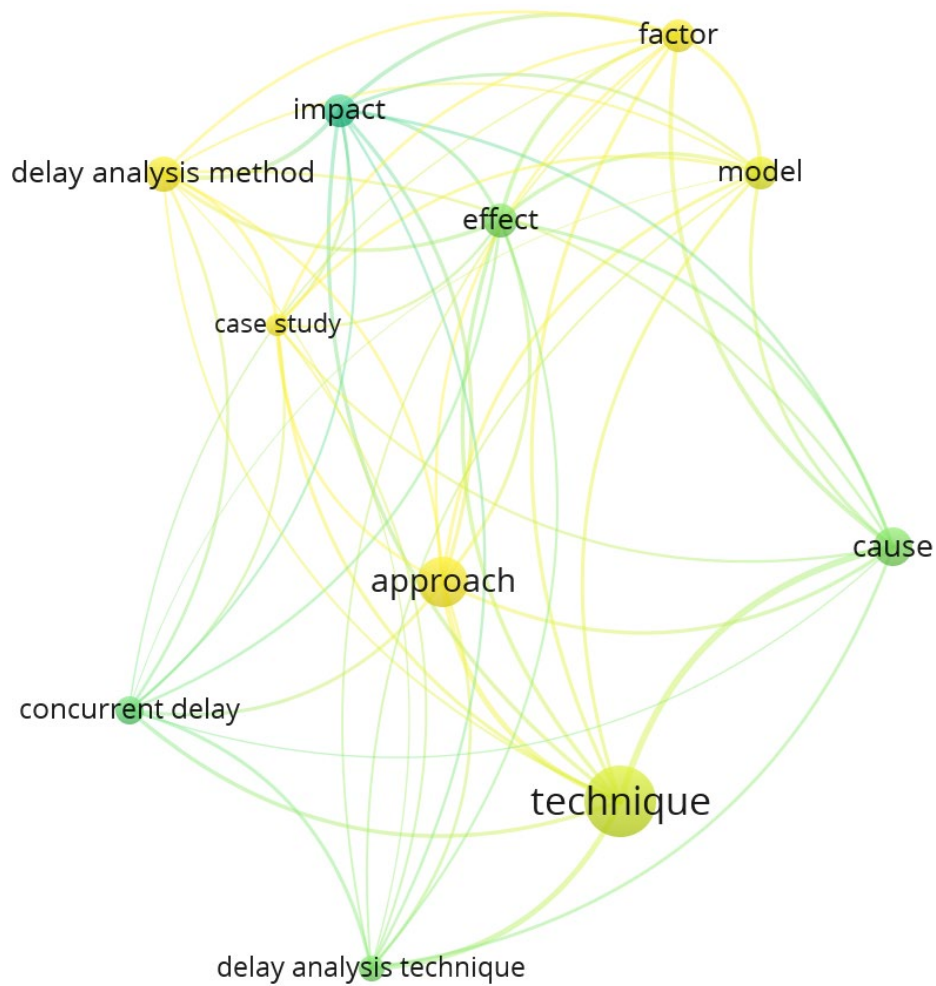 factor
impact
delay analysis method
model
effect
case study
cause
approach
concurrent delay
technique
delay analysis technique